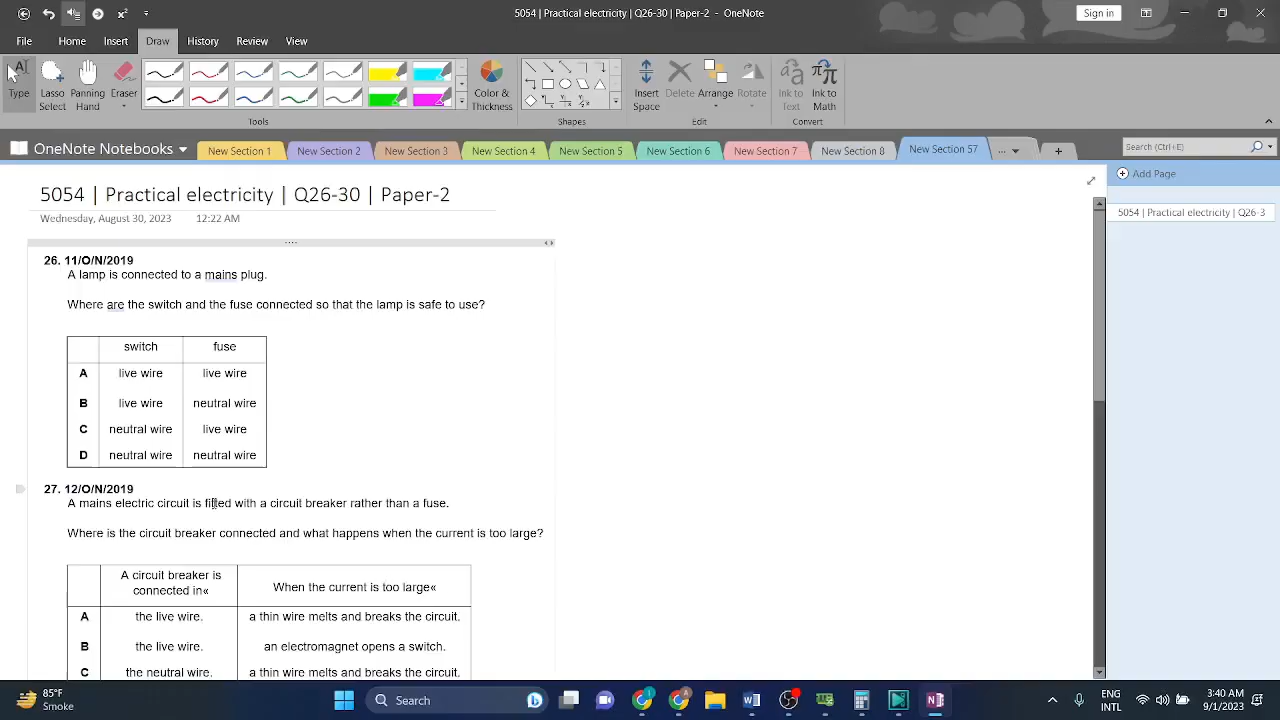 5057 | Practical electricity | Q26-30 | Paper-2 - OneNote
Sign in
File Home Insert Draw History Review View
Type
Lasso Select
Panning Hand
Eraser
Color & Thickness
Insert Space
Delete
Arrange
Rotate
Ink to Text
Ink to Math
Tools
Shapes
Edit
Convert
OneNote Notebooks
New Section 1
New Section 2
New Section 3
New Section 4
New Section 5
New Section 6
New Section 7
New Section 8
New Section 57
...
Search (Ctrl+E)
Add Page
5054 | Practical electricity | Q26-3
5054 | Practical electricity | Q26-30 | Paper-2
Wednesday, August 30, 2023 12:22 AM
26. 11/O/N/2019
A lamp is connected to a mains plug.
Where are the switch and the fuse connected so that the lamp is safe to use?
switch fuse
A live wire live wire
B live wire neutral wire
C neutral wire live wire
D neutral wire neutral wire
27. 12/O/N/2019
A mains electric circuit is fitted with a circuit breaker rather than a fuse.
Where is the circuit breaker connected and what happens when the current is too large?
A circuit breaker is
connected in« When the current is too large«
A the live wire. a thin wire melts and breaks the circuit.
B the live wire. an electromagnet opens a switch.
C the neutral wire. a thin wire melts and breaks the circuit.
85°F
Smoke
Search
ENG
INTL
3:40 AM
9/1/2023